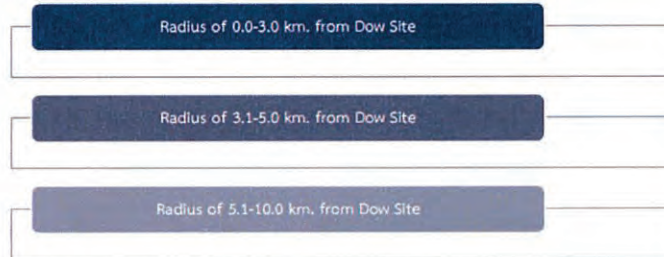 Radius of 0.0-3.0 km. from Dow Site
Radius of 3.1-5.0 km. from Dow Site
Radius of 5.1-10.0 km. from Dow Site